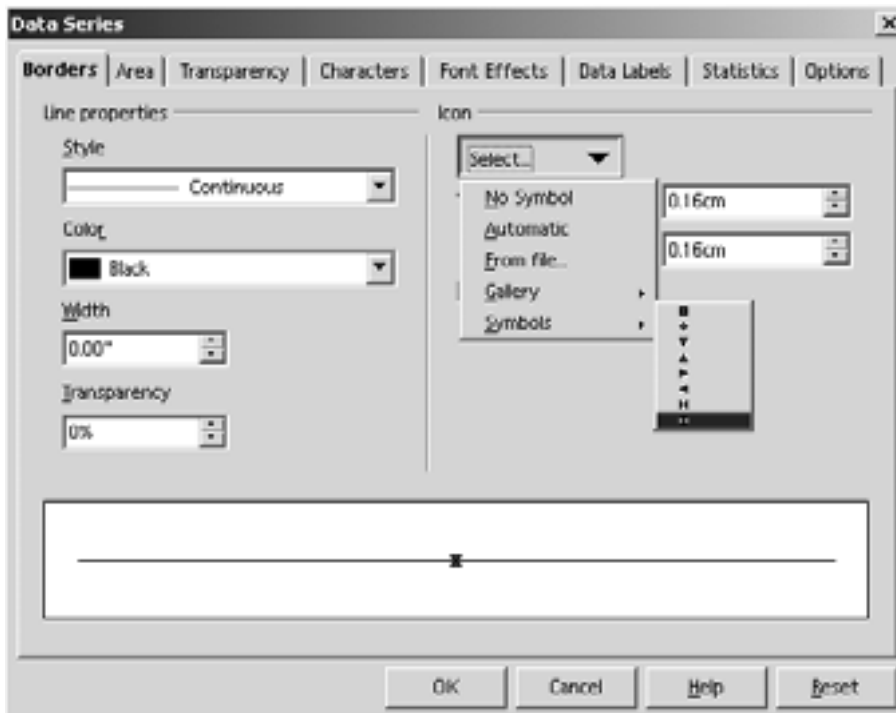 Data Series
Borders Area Transparency Characters Font Effects Data Labels Statistics Options
Line properties
Style
Continuous
Color
Black
Width
0.00"
Transparency
0%
Icon
Select...
No Symbol
Automatic
From file...
Gallery
Symbols
0.16cm
0.16cm
OK Cancel Help Reset